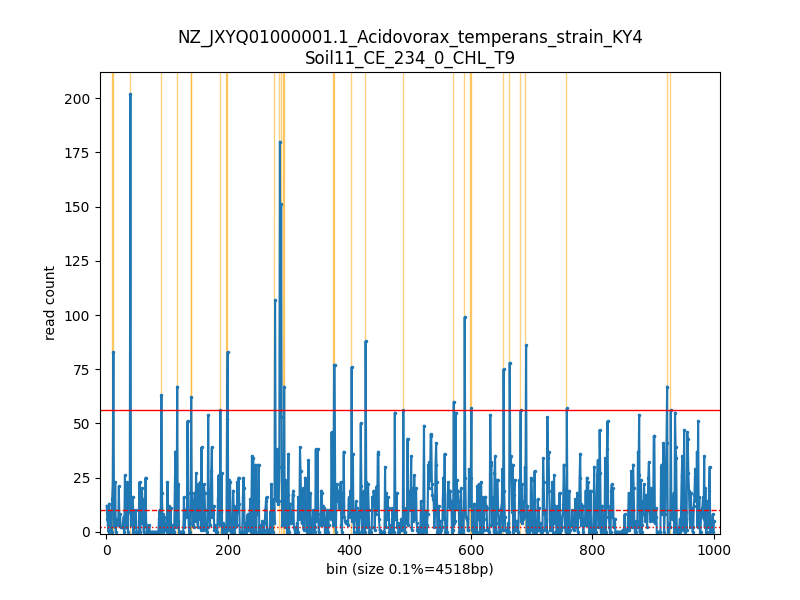 NZ_JXYQ01000001.1_Acidovorax_temperans_strain_KY4
Soil11_CE_234_0_CHL_T9
200
175
150
125
100
75
50
25
0
read count
0 200 400 600 800 1000
bin (size 0.1%=4518bp)